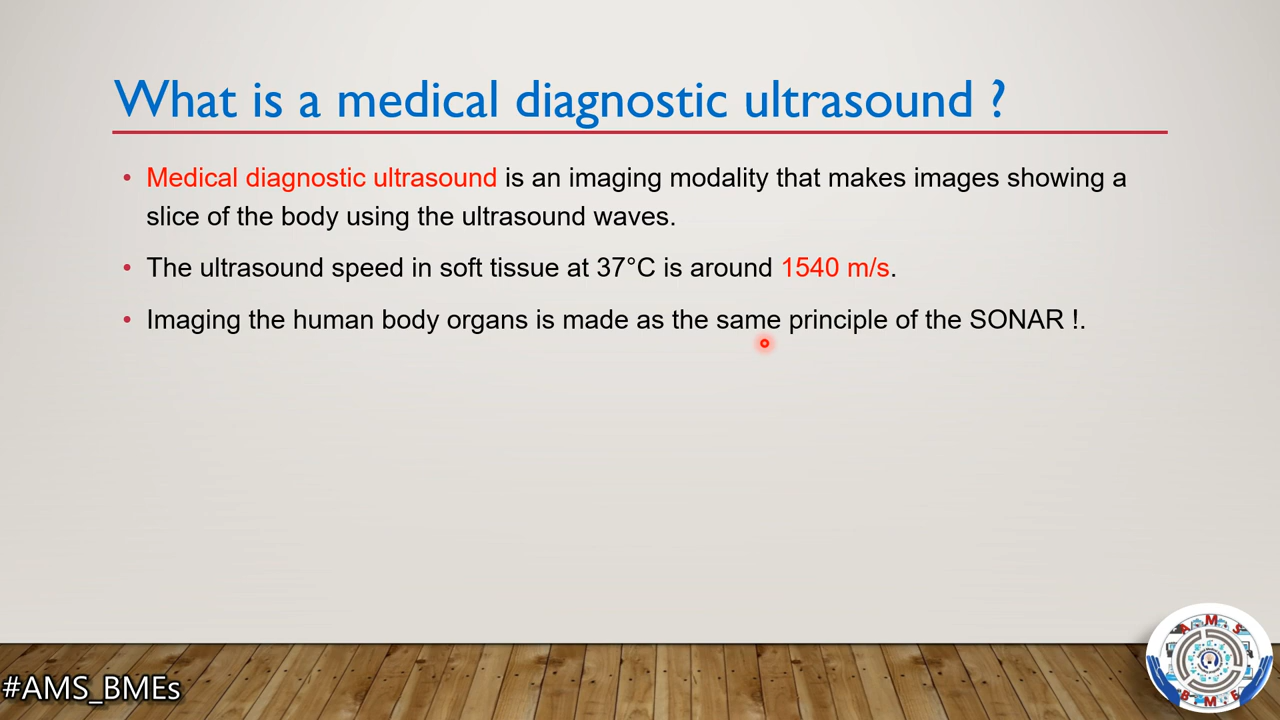 What is a medical diagnostic ultrasound ?
• Medical diagnostic ultrasound is an imaging modality that makes images showing a
slice of the body using the ultrasound waves.
• The ultrasound speed in soft tissue at 37°C is around 1540 m/s.
• Imaging the human body organs is made as the same principle of the SONAR !.
#AMS_BMEs
AMS
BME